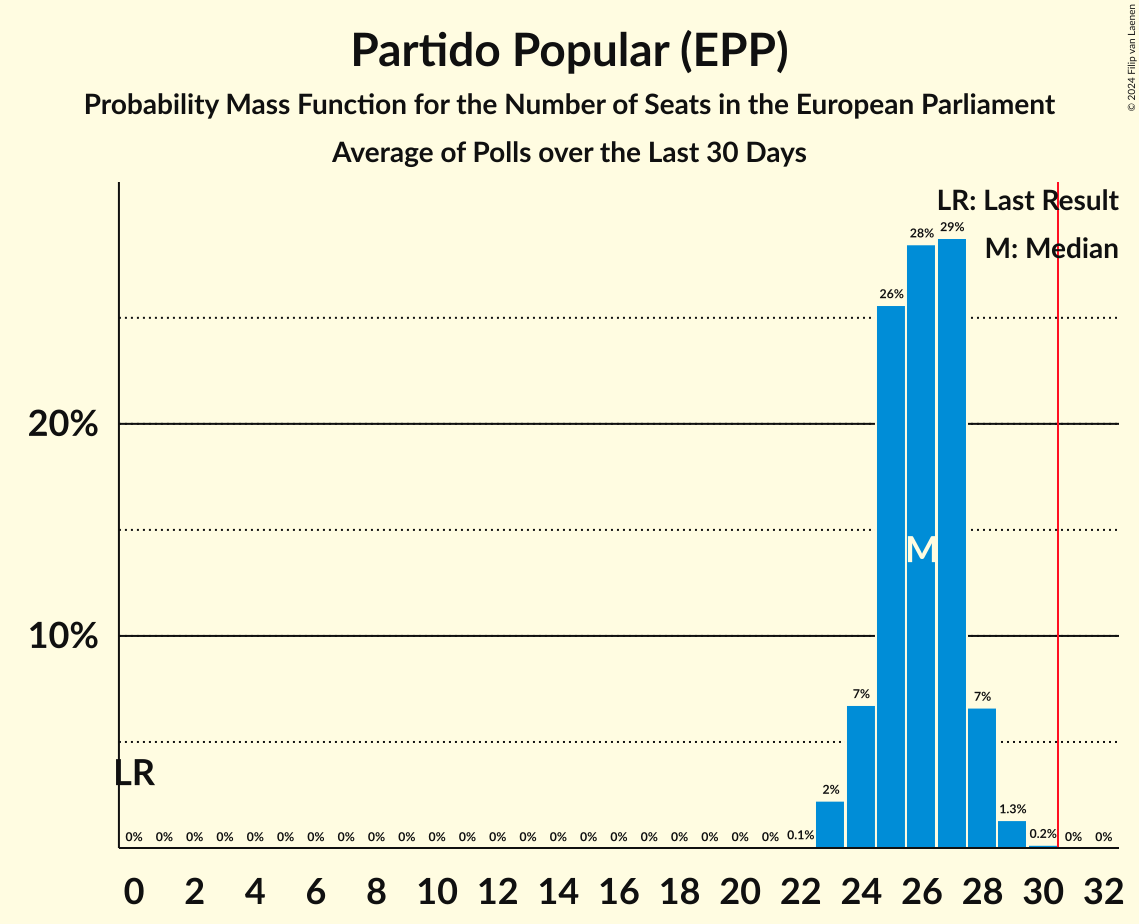 Partido Popular (EPP)
Probability Mass Function for the Number of Seats in the European Parliament
Average of Polls over the Last 30 Days
© 2024 Filip van Laenen
LR: Last Result
M: Median
20%
10%
LR
M
0% 0% 0% 0% 0% 0% 0% 0% 0% 0% 0% 0% 0% 0% 0% 0% 0% 0% 0% 0% 0% 0% 0.1% 2% 7% 26% 28% 29% 7% 1.3% 0.2% 0% 0%
0 2 4 6 8 10 12 14 16 18 20 22 24 26 28 30 32